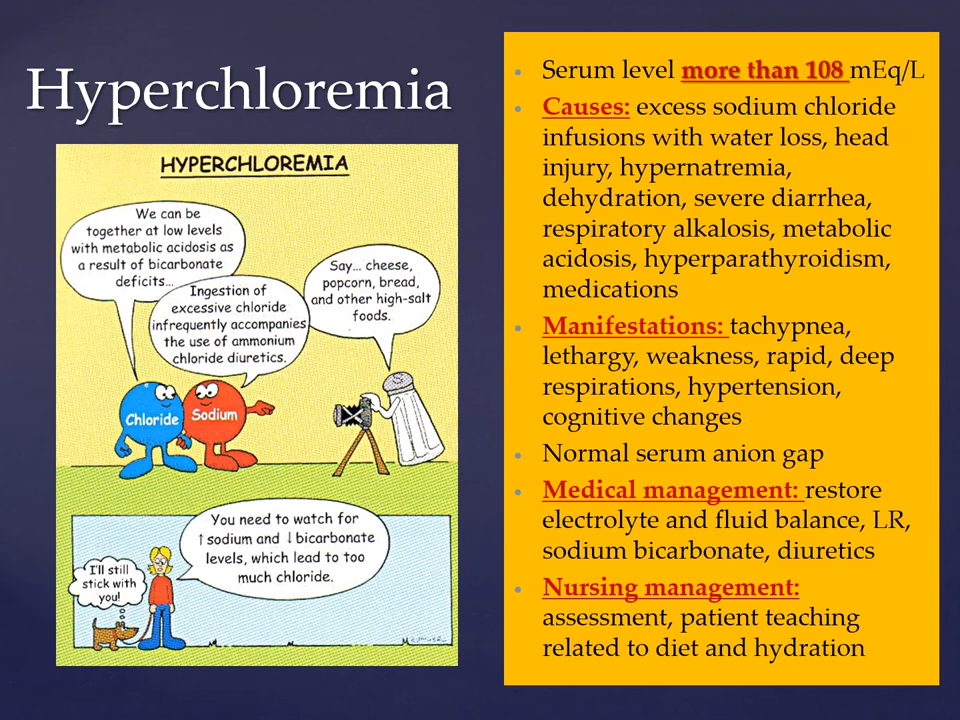 Hyperchloremia
HYPERCHLOREMIA
We can be
together at low levels
with metabolic acidosis as
a result of bicarbonate
deficits...
Ingestion of
excessive chloride
infrequently accompanies
the use of ammonium
chloride diuretics.
Say... cheese,
popcorn, bread,
and other high-salt
foods.
Chloride
Sodium
You need to watch for
↑sodium and ↓bicarbonate
levels, which lead to too
much chloride.
I'll still
stick with
you!
• Serum level more than 108 mEq/L
• Causes: excess sodium chloride
infusions with water loss, head
injury, hypernatremia,
dehydration, severe diarrhea,
respiratory alkalosis, metabolic
acidosis, hyperparathyroidism,
medications
• Manifestations: tachypnea,
lethargy, weakness, rapid, deep
respirations, hypertension,
cognitive changes
• Normal serum anion gap
• Medical management: restore
electrolyte and fluid balance, LR,
sodium bicarbonate, diuretics
• Nursing management:
assessment, patient teaching
related to diet and hydration